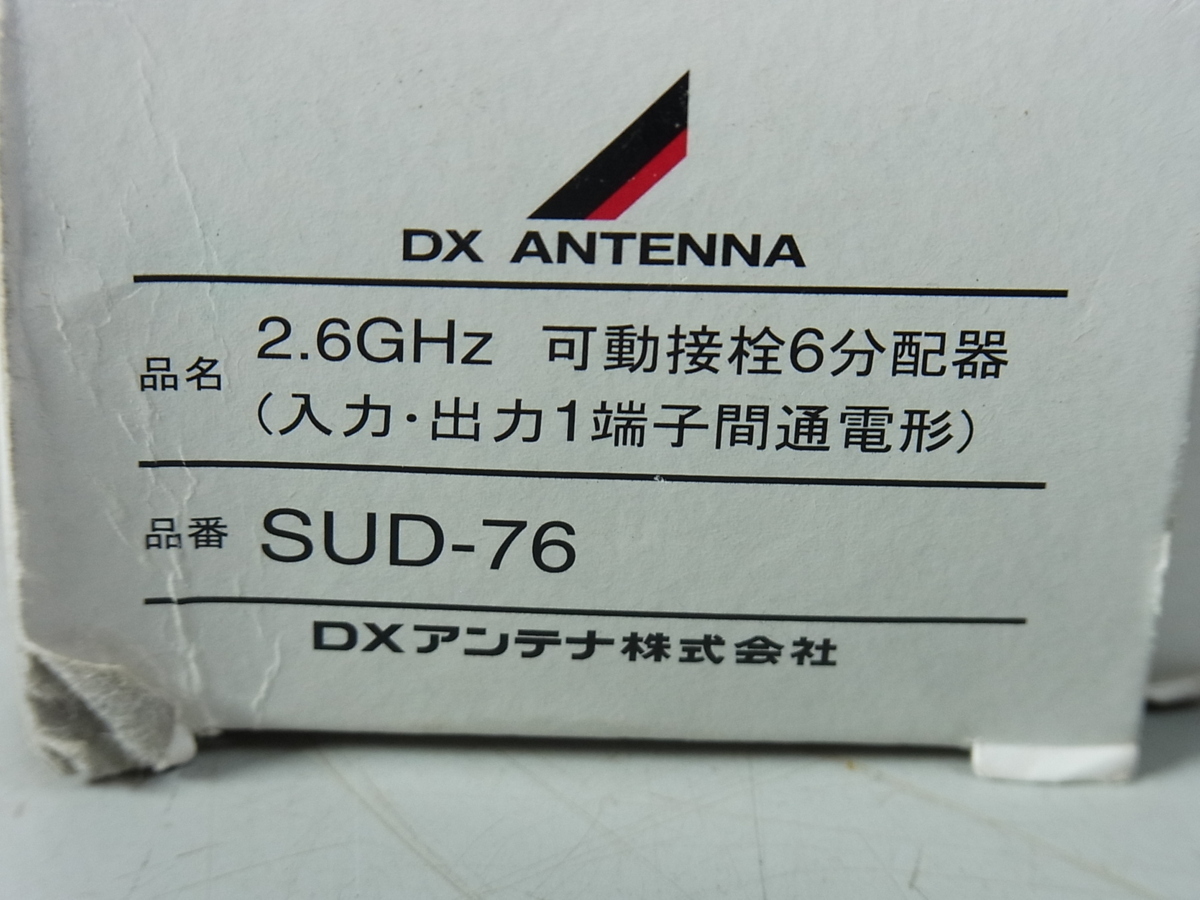 DX ANTENNA
品名 2.6GHz 可動接栓6分配器
（入力・出力1端子間通電形）
品番 SUD-76
DXアンテナ株式会社